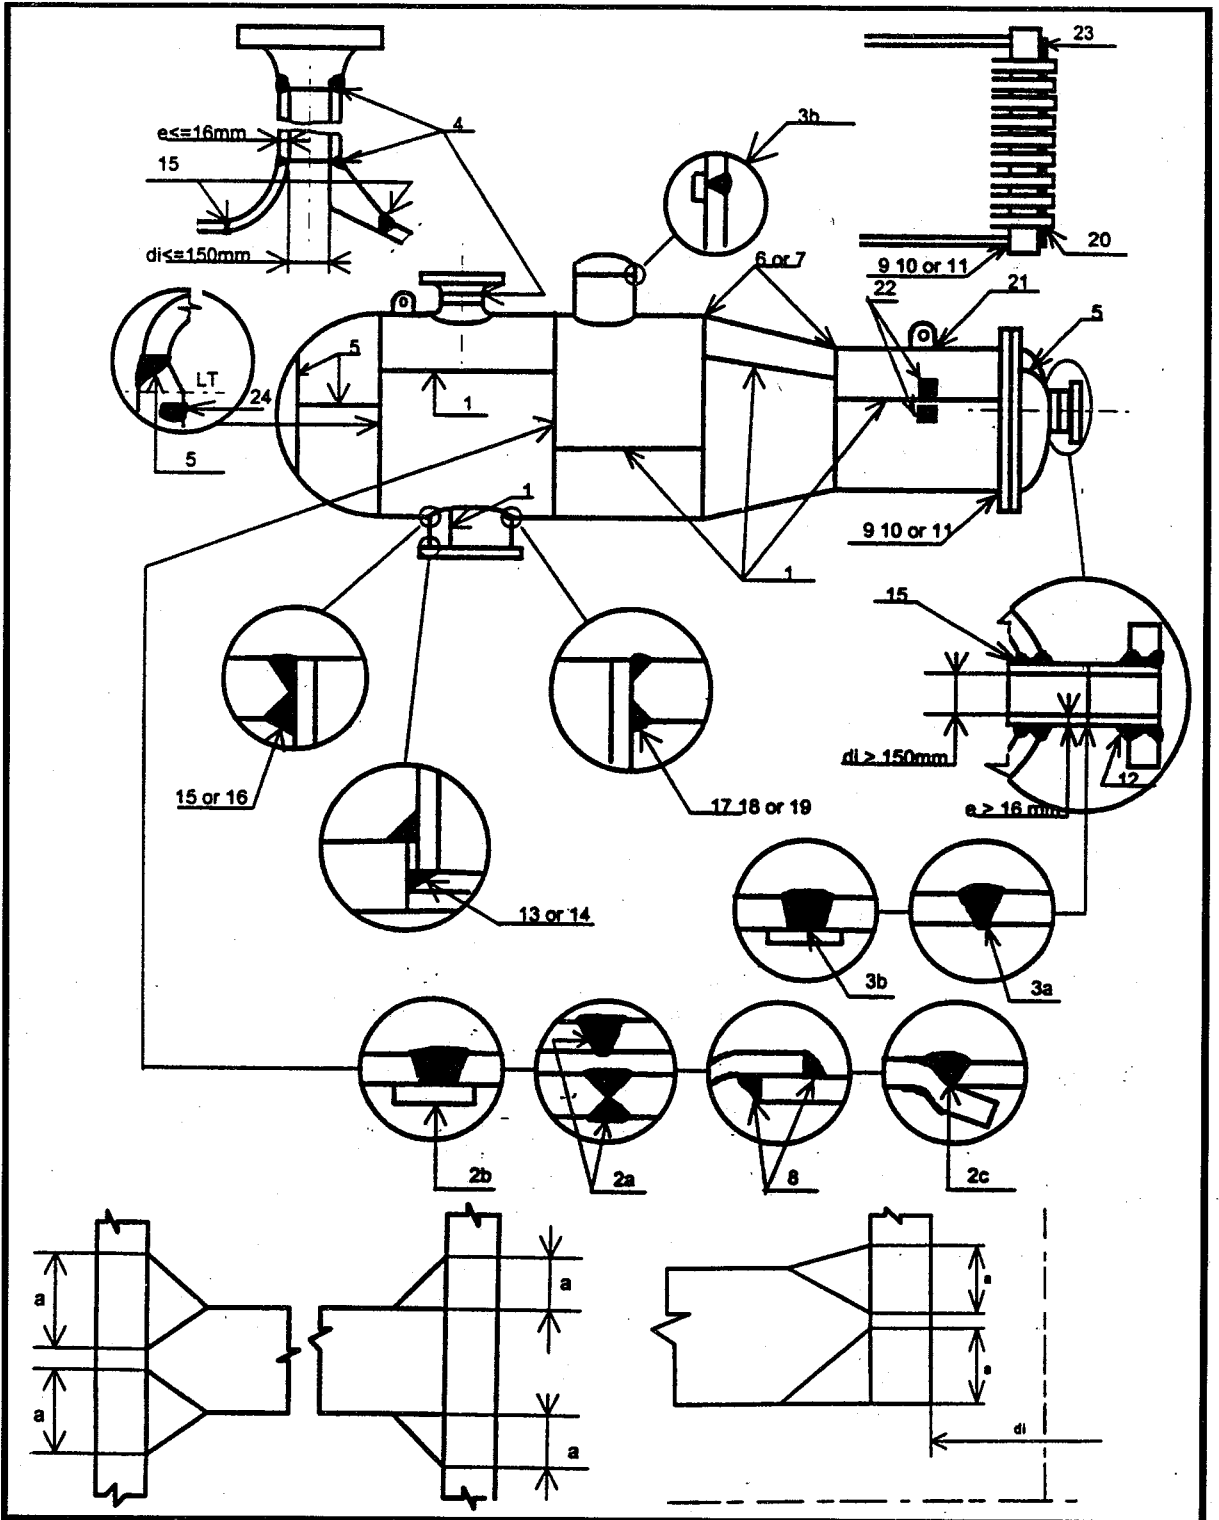 23
4
3b
e<=16mm
15
20
di<=150mm
9 10 or 11
6 or 7
22
21
5
5
LT
24
1
5
1
9 10 or 11
1
15
di > 150mm
12
15 or 16
17 18 or 19
e > 16 mm
13 or 14
3b
3a
2b
2a
8
2c
a
a
a
a
a
a
di